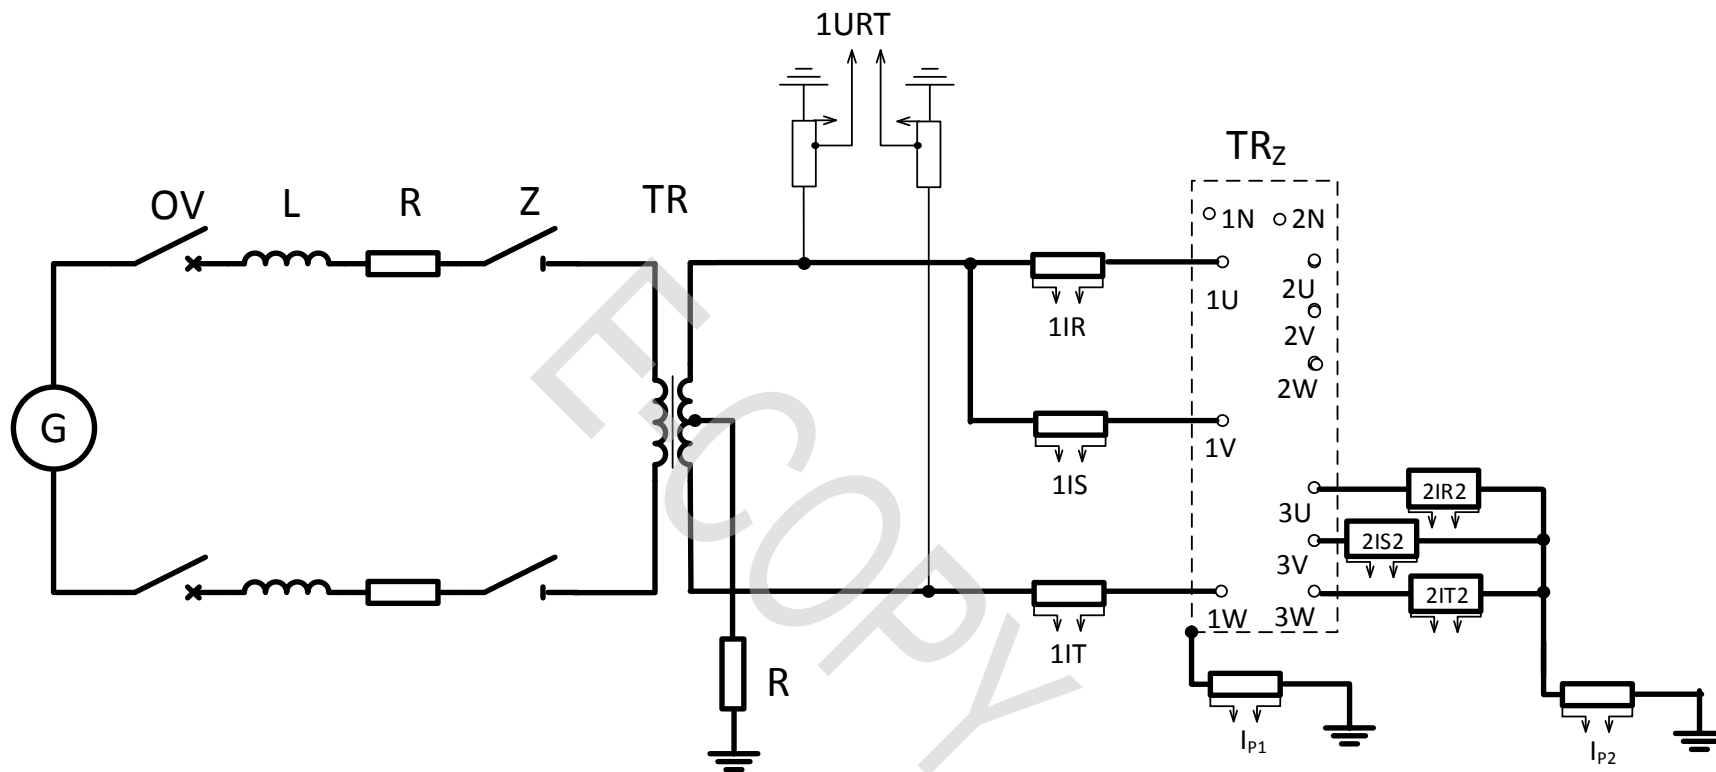 1URT
TRZ
OV L R Z TR
1N 2N
1U 2U
1IR
2V
2W
1V
1IS
2IR2
3U
2IS2
3V
G
2IT2
1W 3W
1IT
R
IP1
IP2
E.COPY